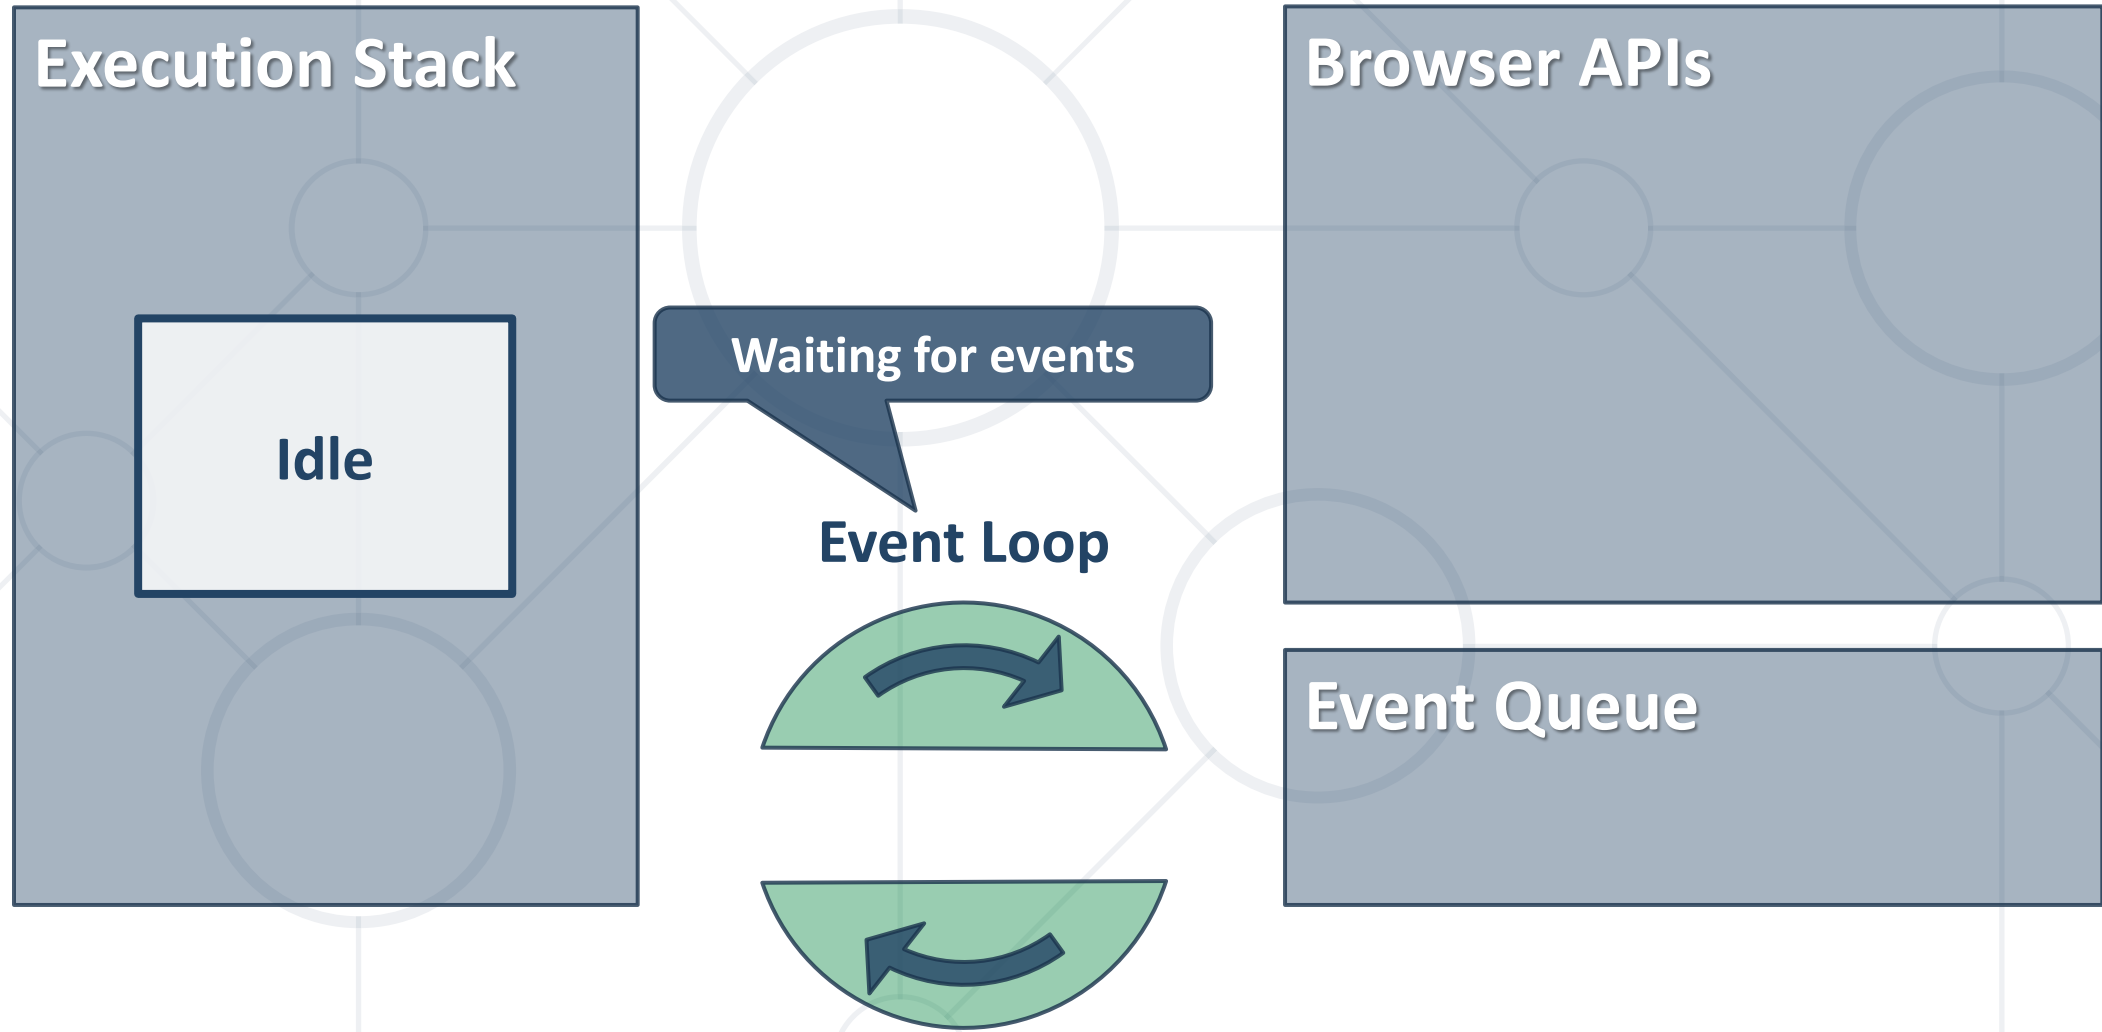 Execution Stack
Browser APIs
Waiting for events
Idle
Event Loop
Event Queue